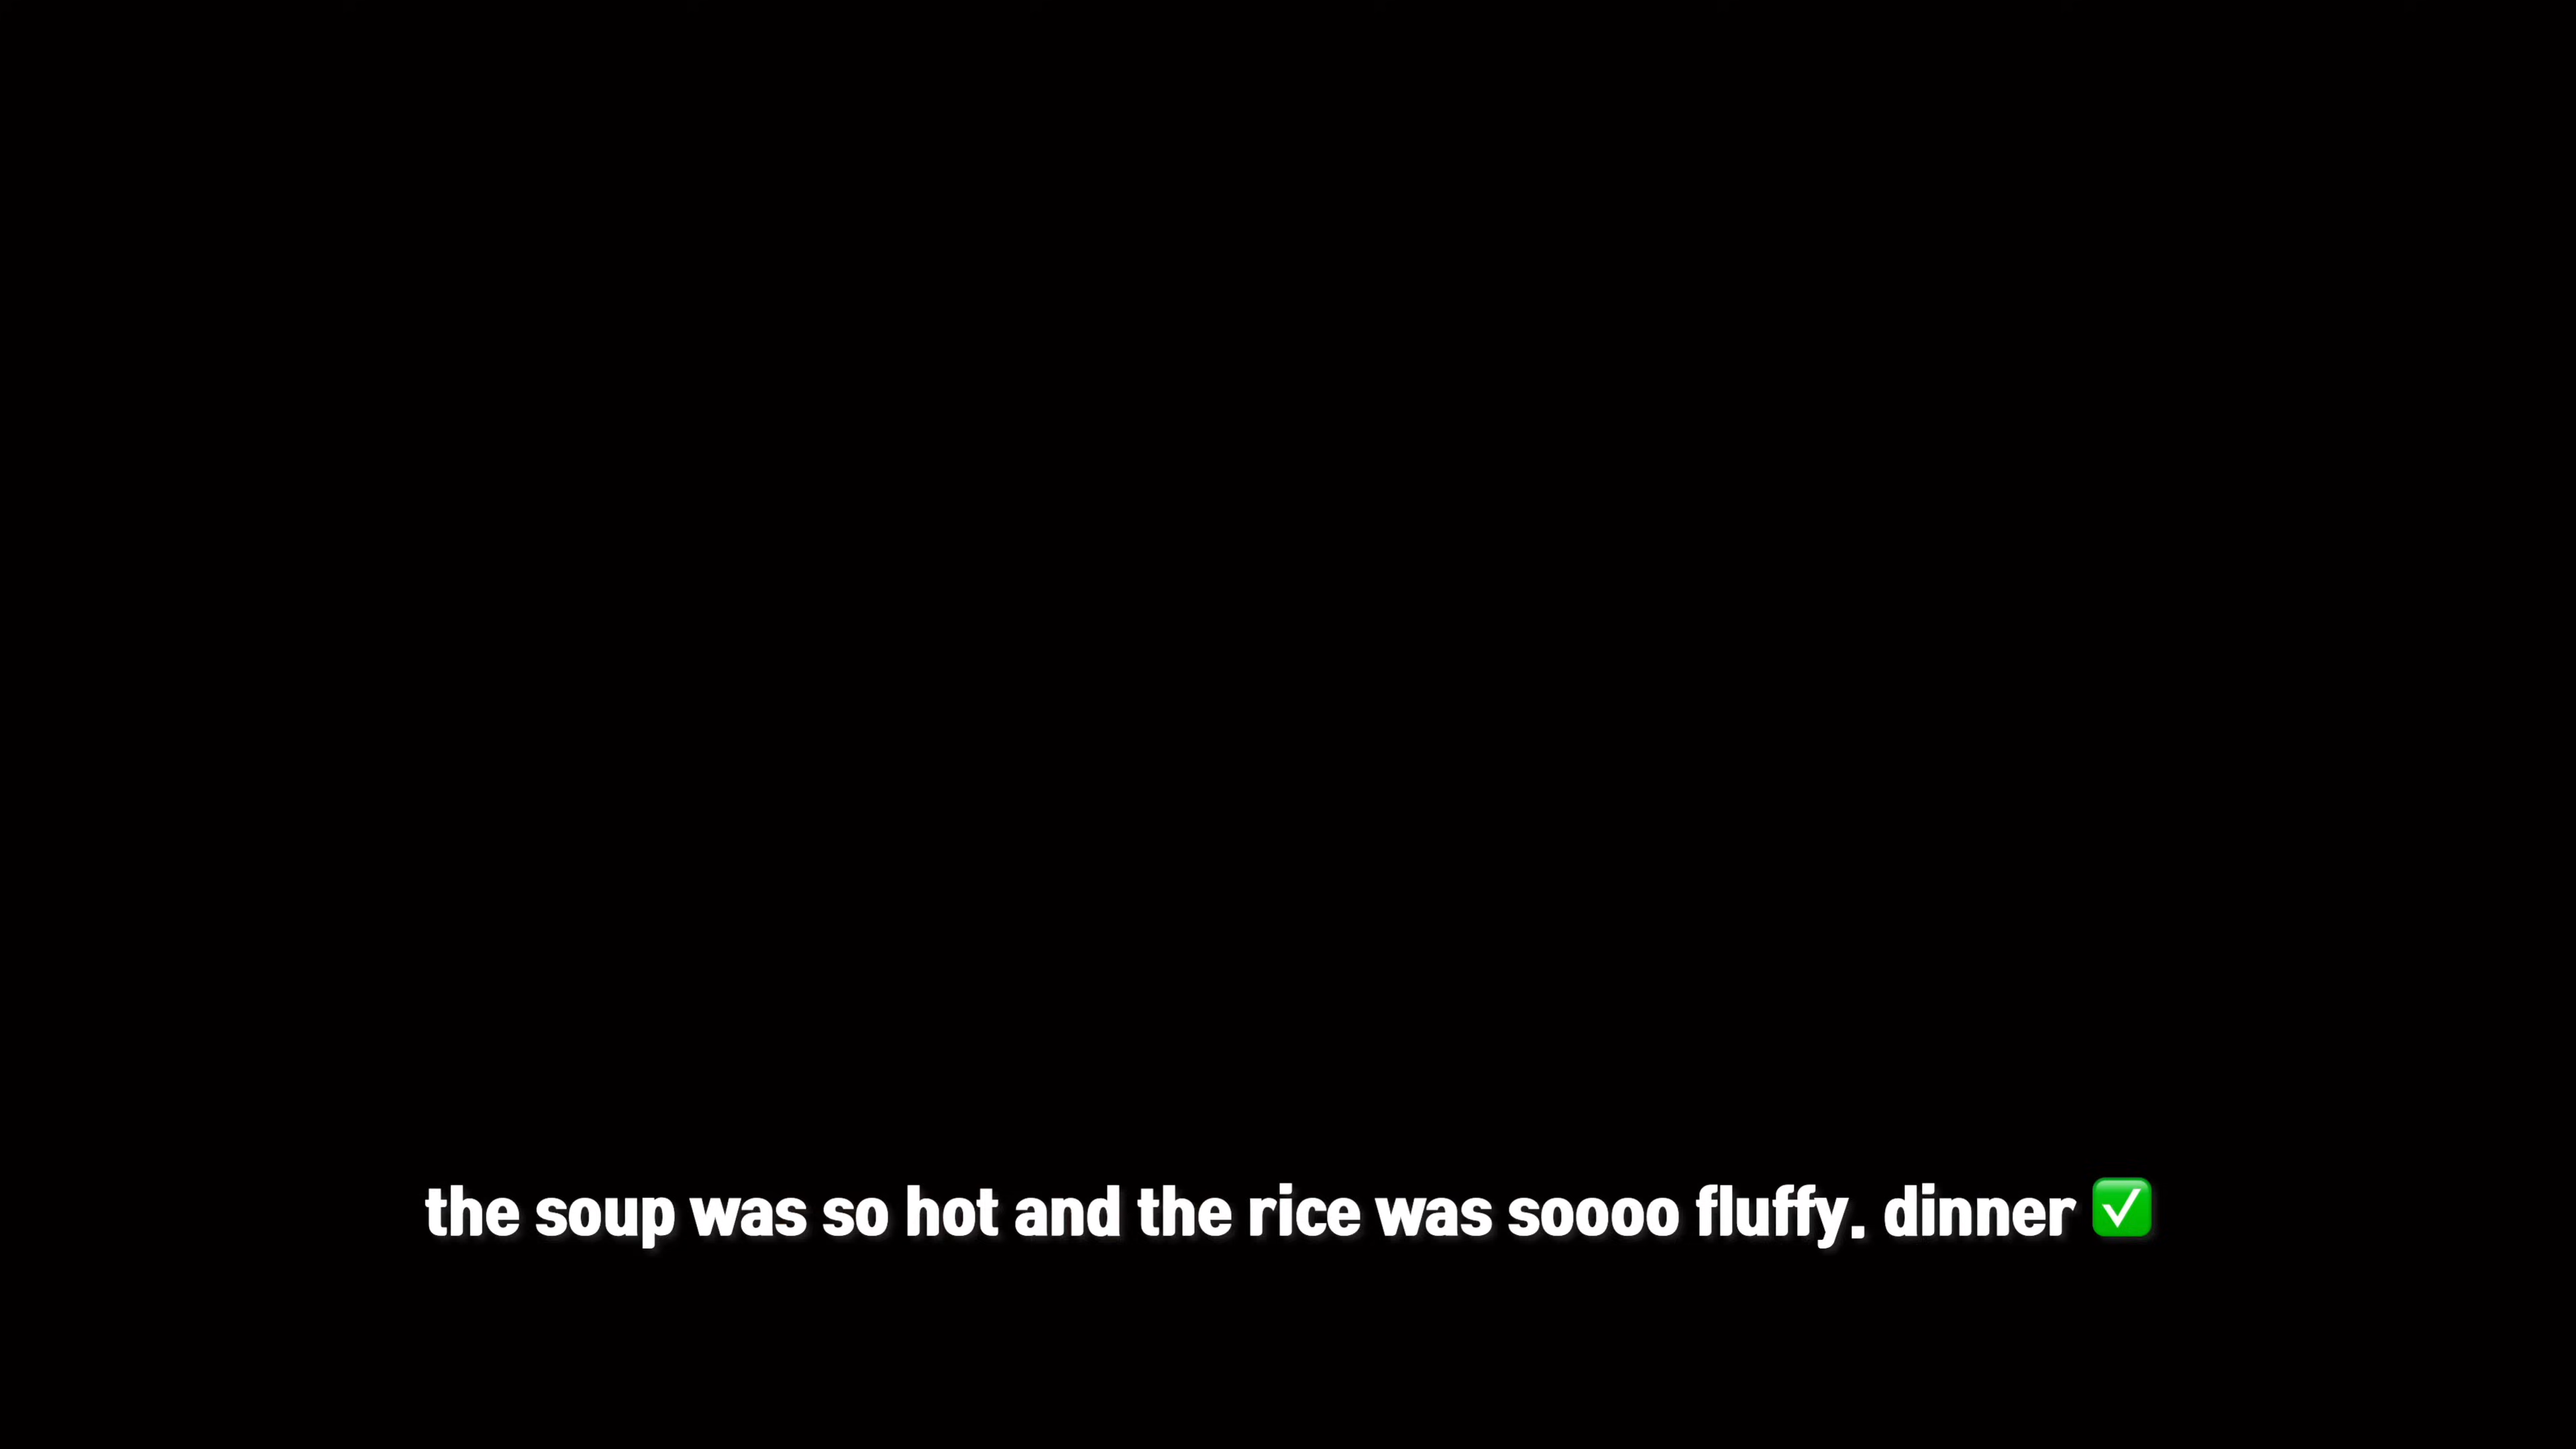 the soup was so hot and the rice was soooo fluffy. dinner ✅